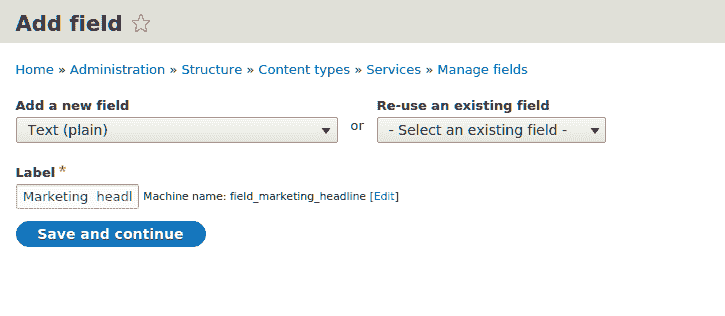 Add field
Home » Administration » Structure » Content types » Services » Manage fields
Add a new field
Re-use an existing field
Text (plain)
or
- Select an existing field -
Label *
Marketing headl
Machine name: field_marketing_headline [Edit]
Save and continue